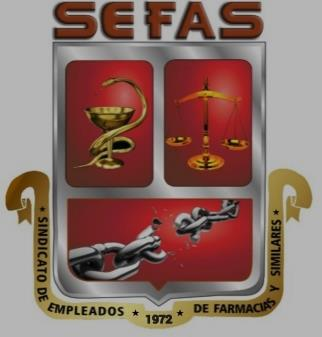 SEFAS
★ SINDICATO DE EMPLEADOS ★ 1972 ★ DE FARMACIAS Y SIMILARES ★